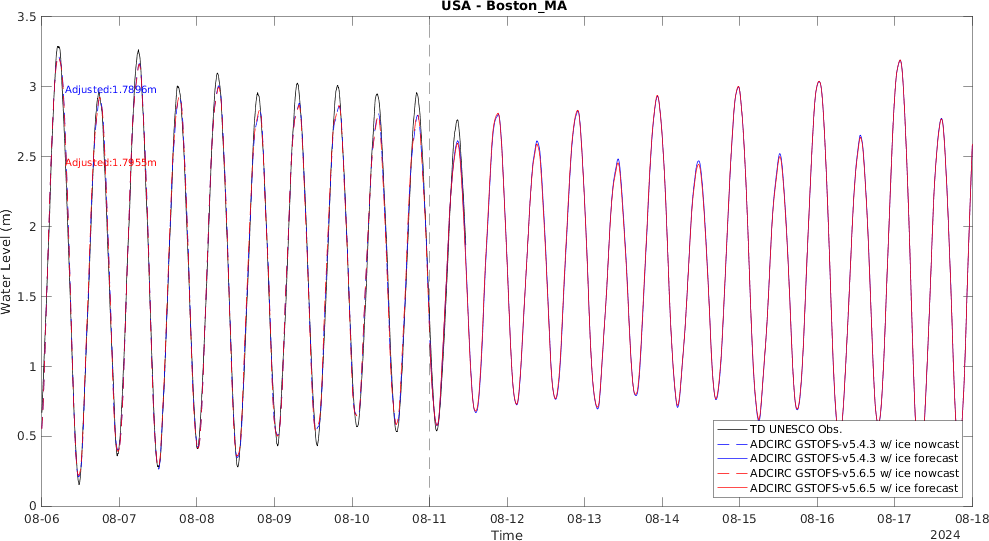 USA - Boston_MA
3.5
3
2.5
2
1.5
1
0.5
0
Water Level (m)
Adjusted:1.7896m
Adjusted:1.7955m
TD UNESCO Obs.
ADCIRC GSTOFS-v5.4.3 w/ ice nowcast
ADCIRC GSTOFS-v5.4.3 w/ ice forecast
ADCIRC GSTOFS-v5.6.5 w/ ice nowcast
ADCIRC GSTOFS-v5.6.5 w/ ice forecast
08-06 08-07 08-08 08-09 08-10 08-11 08-12 08-13 08-14 08-15 08-16 08-17 08-18
Time
2024